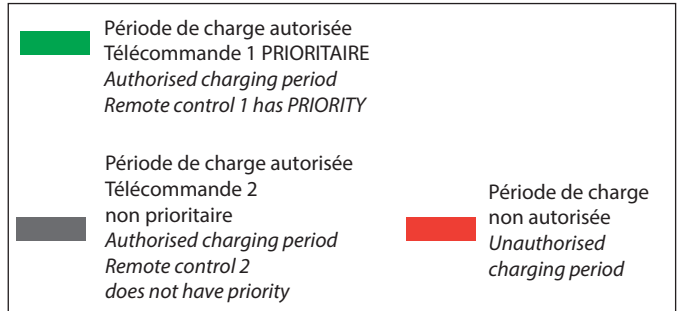 Période de charge autorisée
Télécommande 1 PRIORITAIRE
Authorised charging period
Remote control 1 has PRIORITY
Période de charge autorisée
Télécommande 2
non prioritaire
Authorised charging period
Remote control 2
does not have priority
Période de charge
non autorisée
Unauthorised
charging period